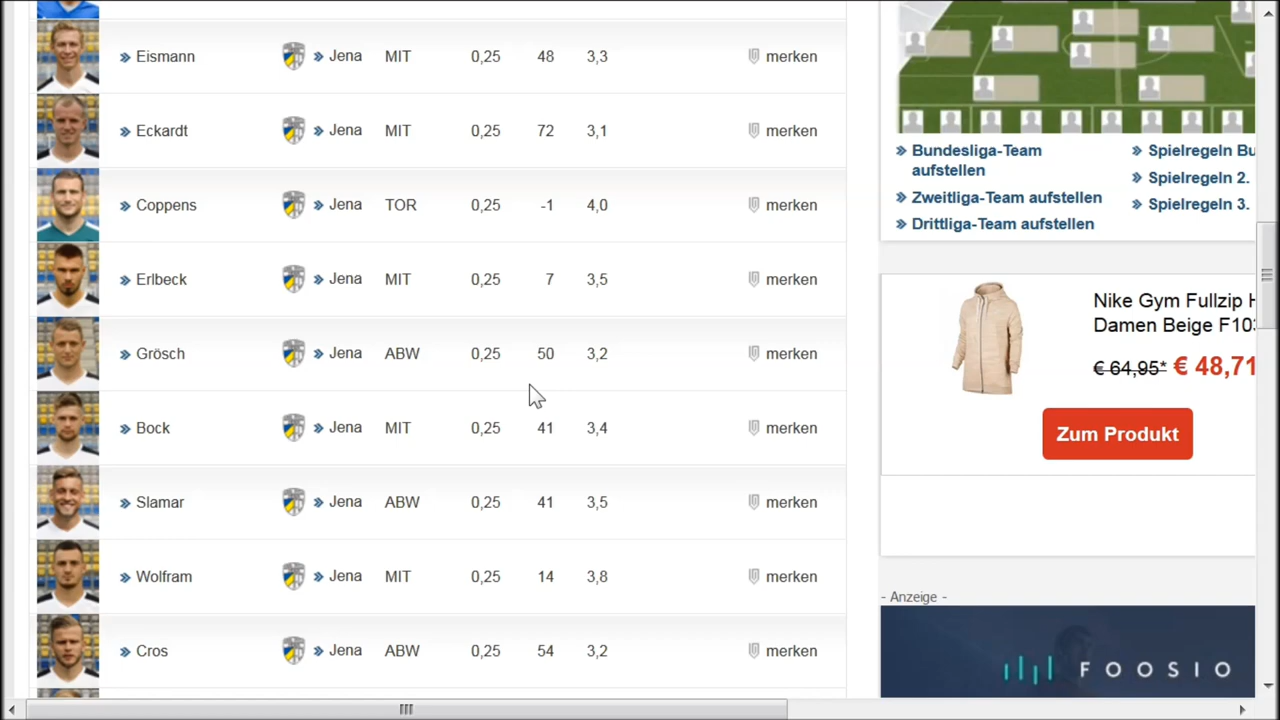 Eismann Jena MIT 0,25 48 3,3 merken
Eckardt Jena MIT 0,25 72 3,1 merken
Coppens Jena TOR 0,25 -1 4,0 merken
Erlbeck Jena MIT 0,25 7 3,5 merken
Grösch Jena ABW 0,25 50 3,2 merken
Bock Jena MIT 0,25 41 3,4 merken
Slamar Jena ABW 0,25 41 3,5 merken
Wolfram Jena MIT 0,25 14 3,8 merken
Cros Jena ABW 0,25 54 3,2 merken
Bundesliga-Team
aufstellen
Zweitliga-Team aufstellen
Drittliga-Team aufstellen
Spielregeln Bu
Spielregeln 2.
Spielregeln 3.
Nike Gym Fullzip H
Damen Beige F103
€ 64,95* € 48,71
Zum Produkt
- Anzeige -
FOOSIO